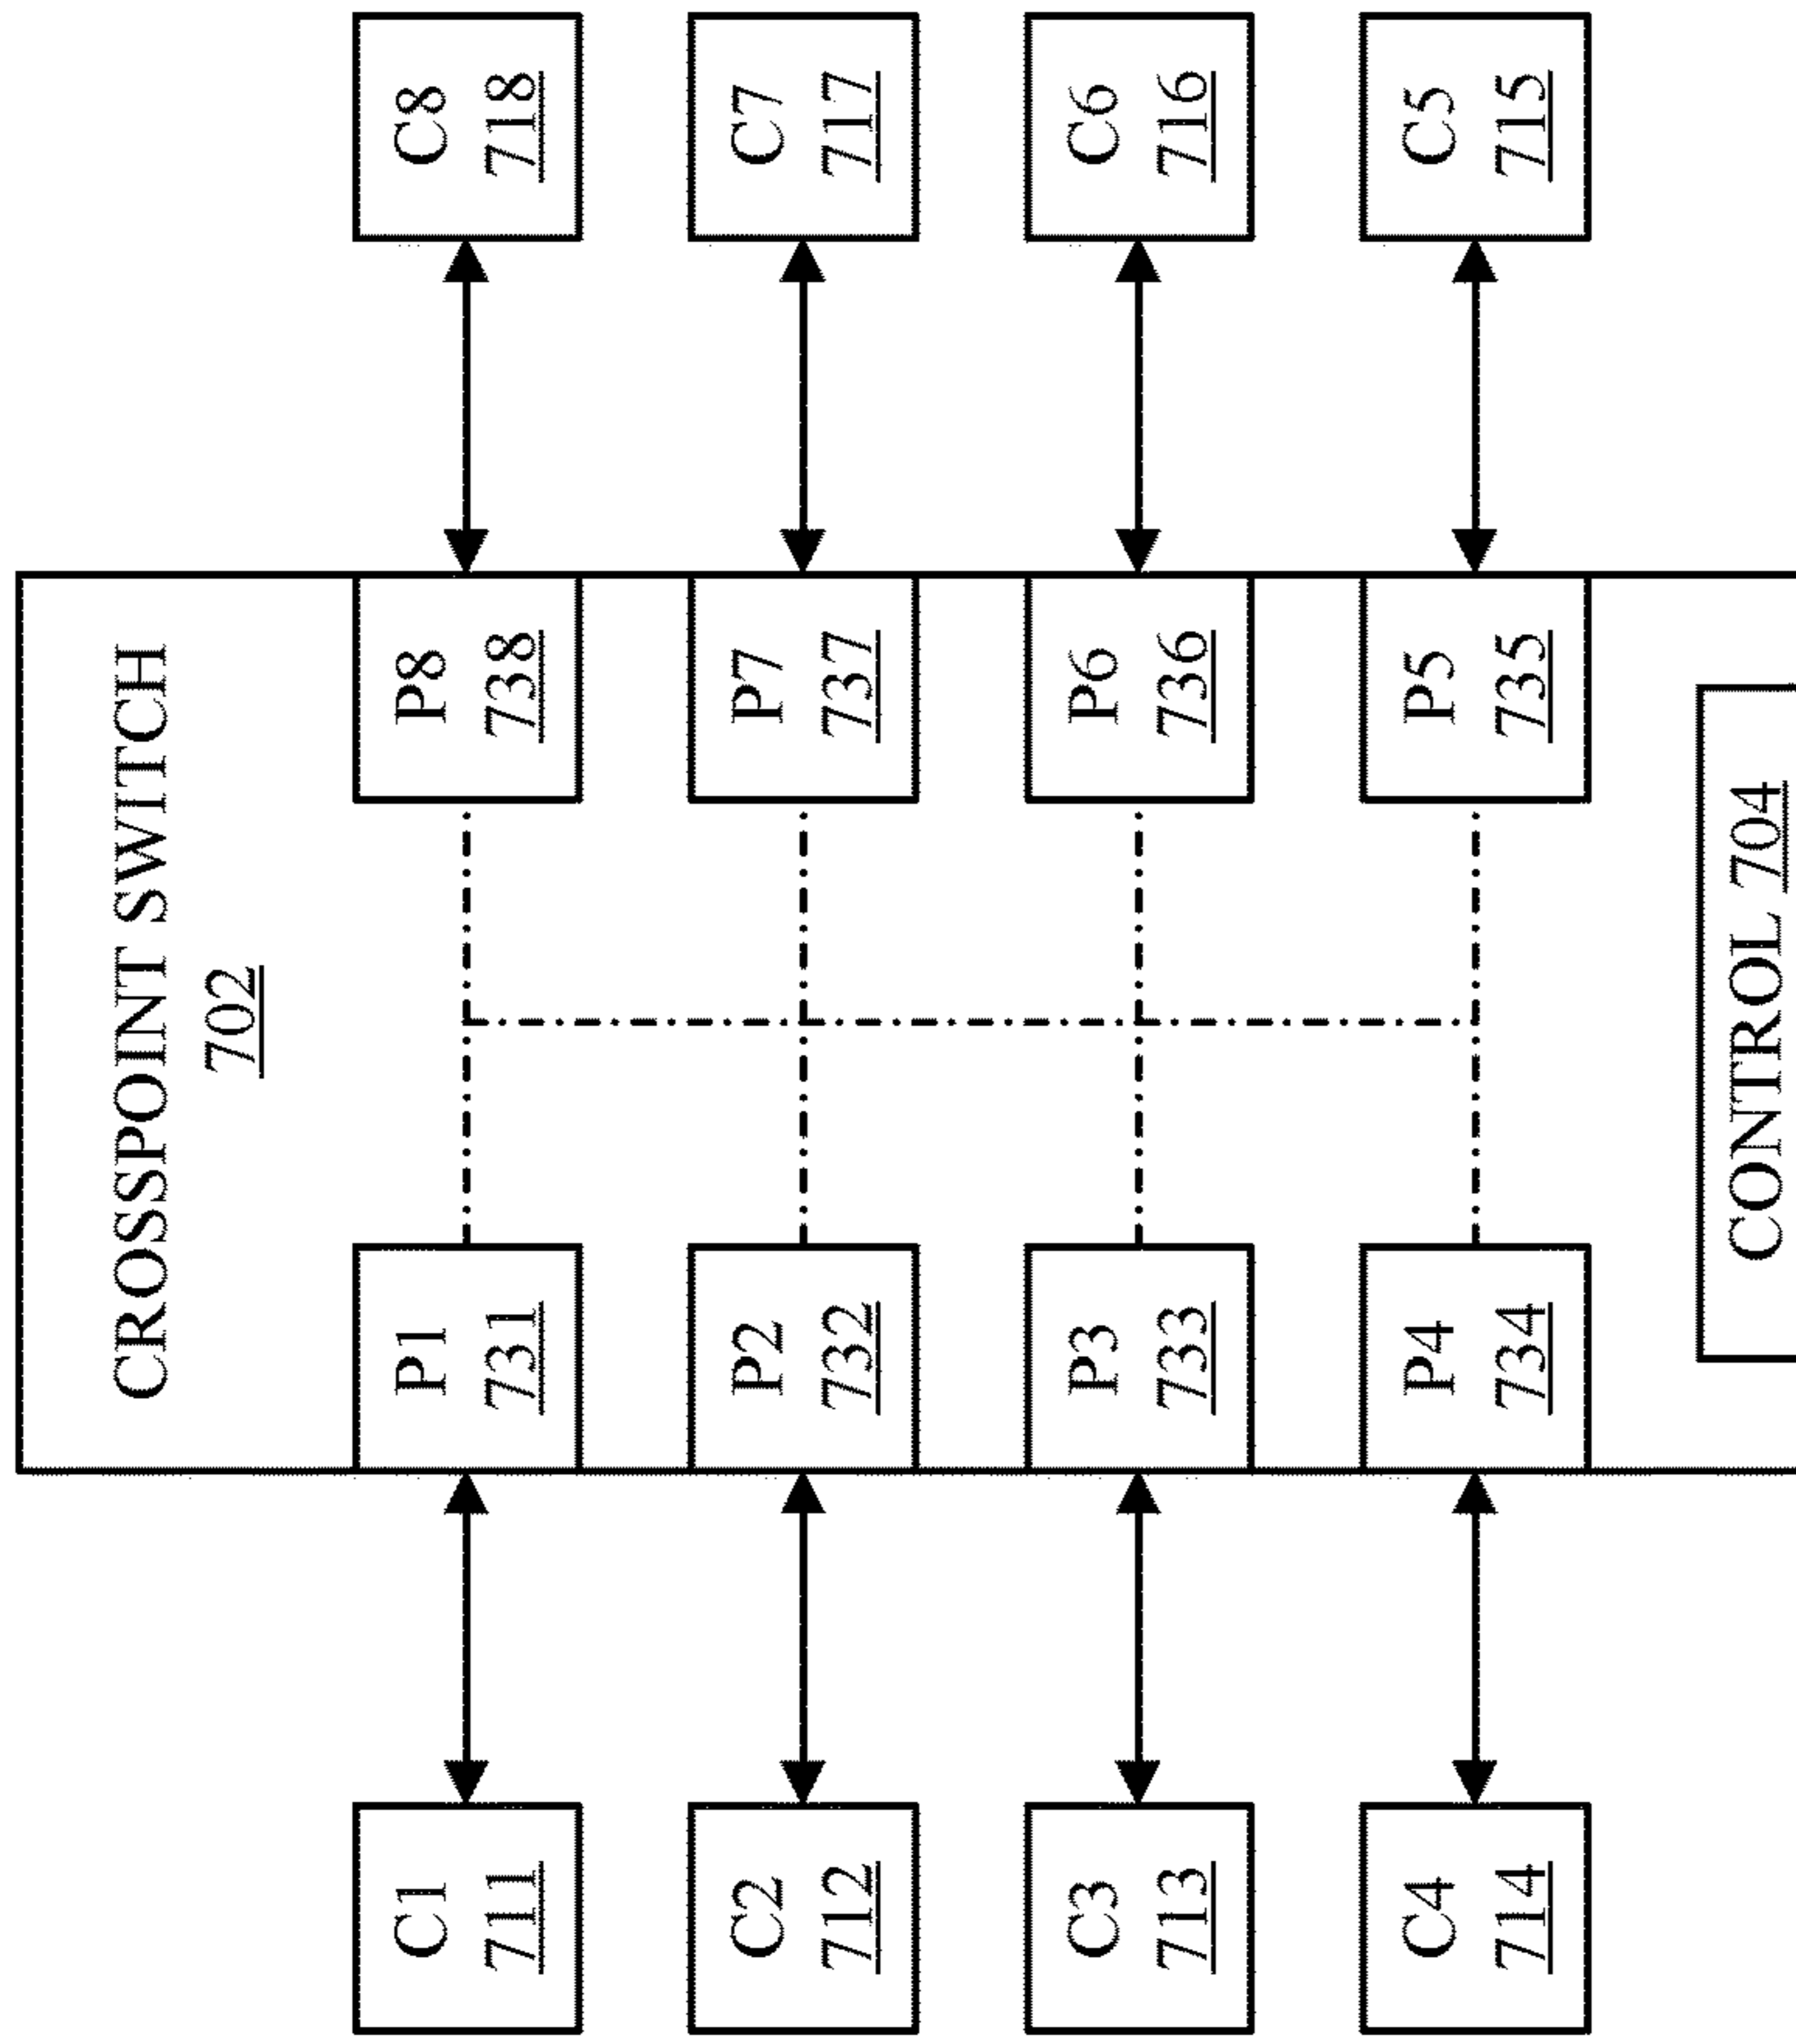 CROSSPOINT SWITCH
702
C1
711
P1
731
P8
738
C8
718
C2
712
P2
732
P7
737
C7
717
C3
713
P3
733
P6
736
C6
716
C4
714
P4
734
P5
735
C5
715
CONTROL 704